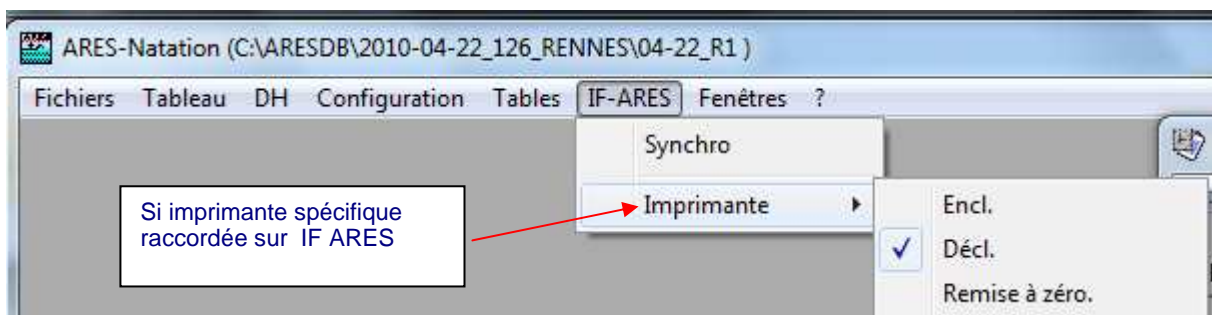 ARES-Natation (C:\ARESDB\2010-04-22_126_RENNES\04-22_R1 )
Fichiers Tableau DH Configuration Tables IF-ARES Fenêtres ?
Synchro
Imprimante
Encl.
Décl.
Remise à zéro.
Si imprimante spécifique
raccordée sur IF ARES